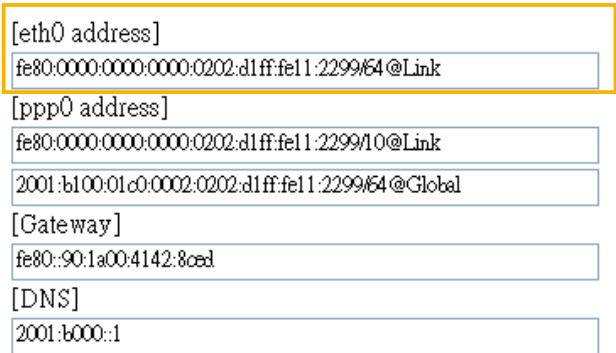 [eth0 address]
fe80:0000:0000:0000:0202:d1ff:fe11:2299/64@Link
[ppp0 address]
fe80:0000:0000:0000:0202:d1ff:fe11:2299/10@Link
2001:b100:01c0:0002:0202:d1ff:fe11:2299/64@Global
[Gateway]
fe80::90:1a00:4142:8ced
[DNS]
2001:b000::1